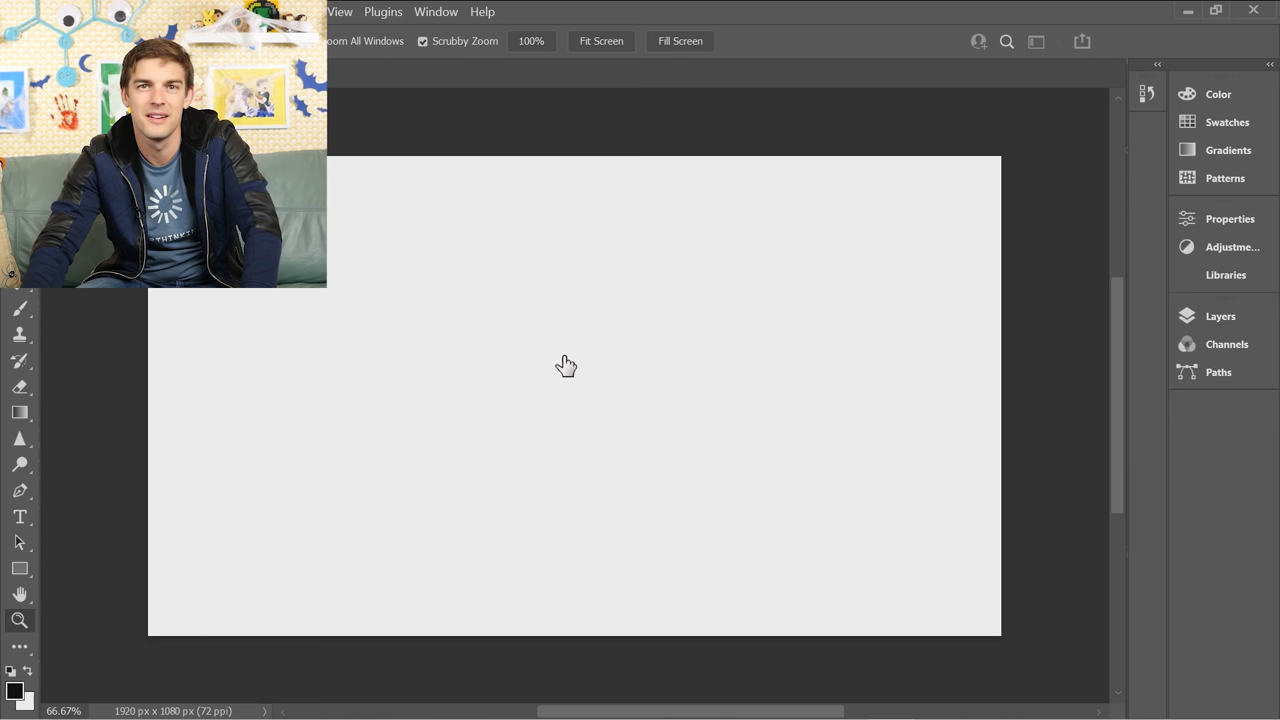 View Plugins Window Help
oom All Windows Scrubby Zoom 100% Fit Screen Fill Screen
Color
Swatches
Gradients
Patterns
Properties
Adjustme...
Libraries
Layers
Channels
Paths
THINKIN
66.67% 1920 px x 1080 px (72 ppi)